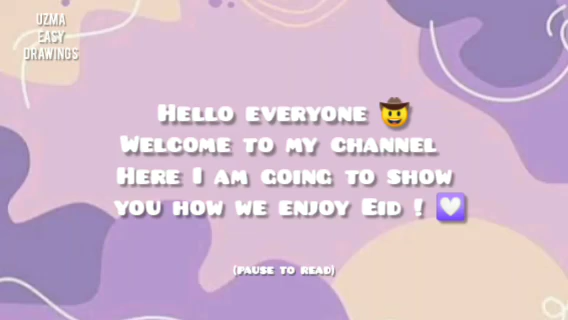 UZMA
EASY
DRAWINGS
Hello everyone 🤠
Welcome to my channel
Here I am going to show
you how we enjoy Eid ! 💟
(pause to read)